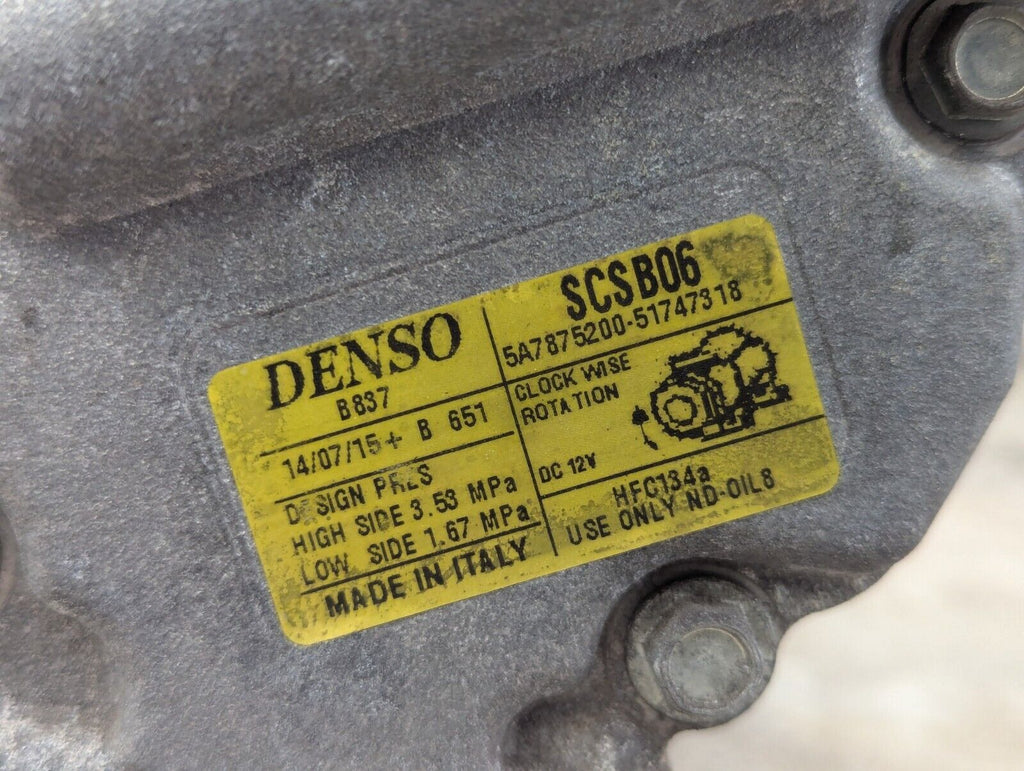 DENSO
B837
14/07/15+ B 651
DESIGN PRES
HIGH SIDE 3.53 MPa
LOW SIDE 1.67 MPa
MADE IN ITALY
SCSB06
5A7875200-51747318
CLOCK WISE
ROTATION
DC 12V
HFC134a
USE ONLY ND-OIL8